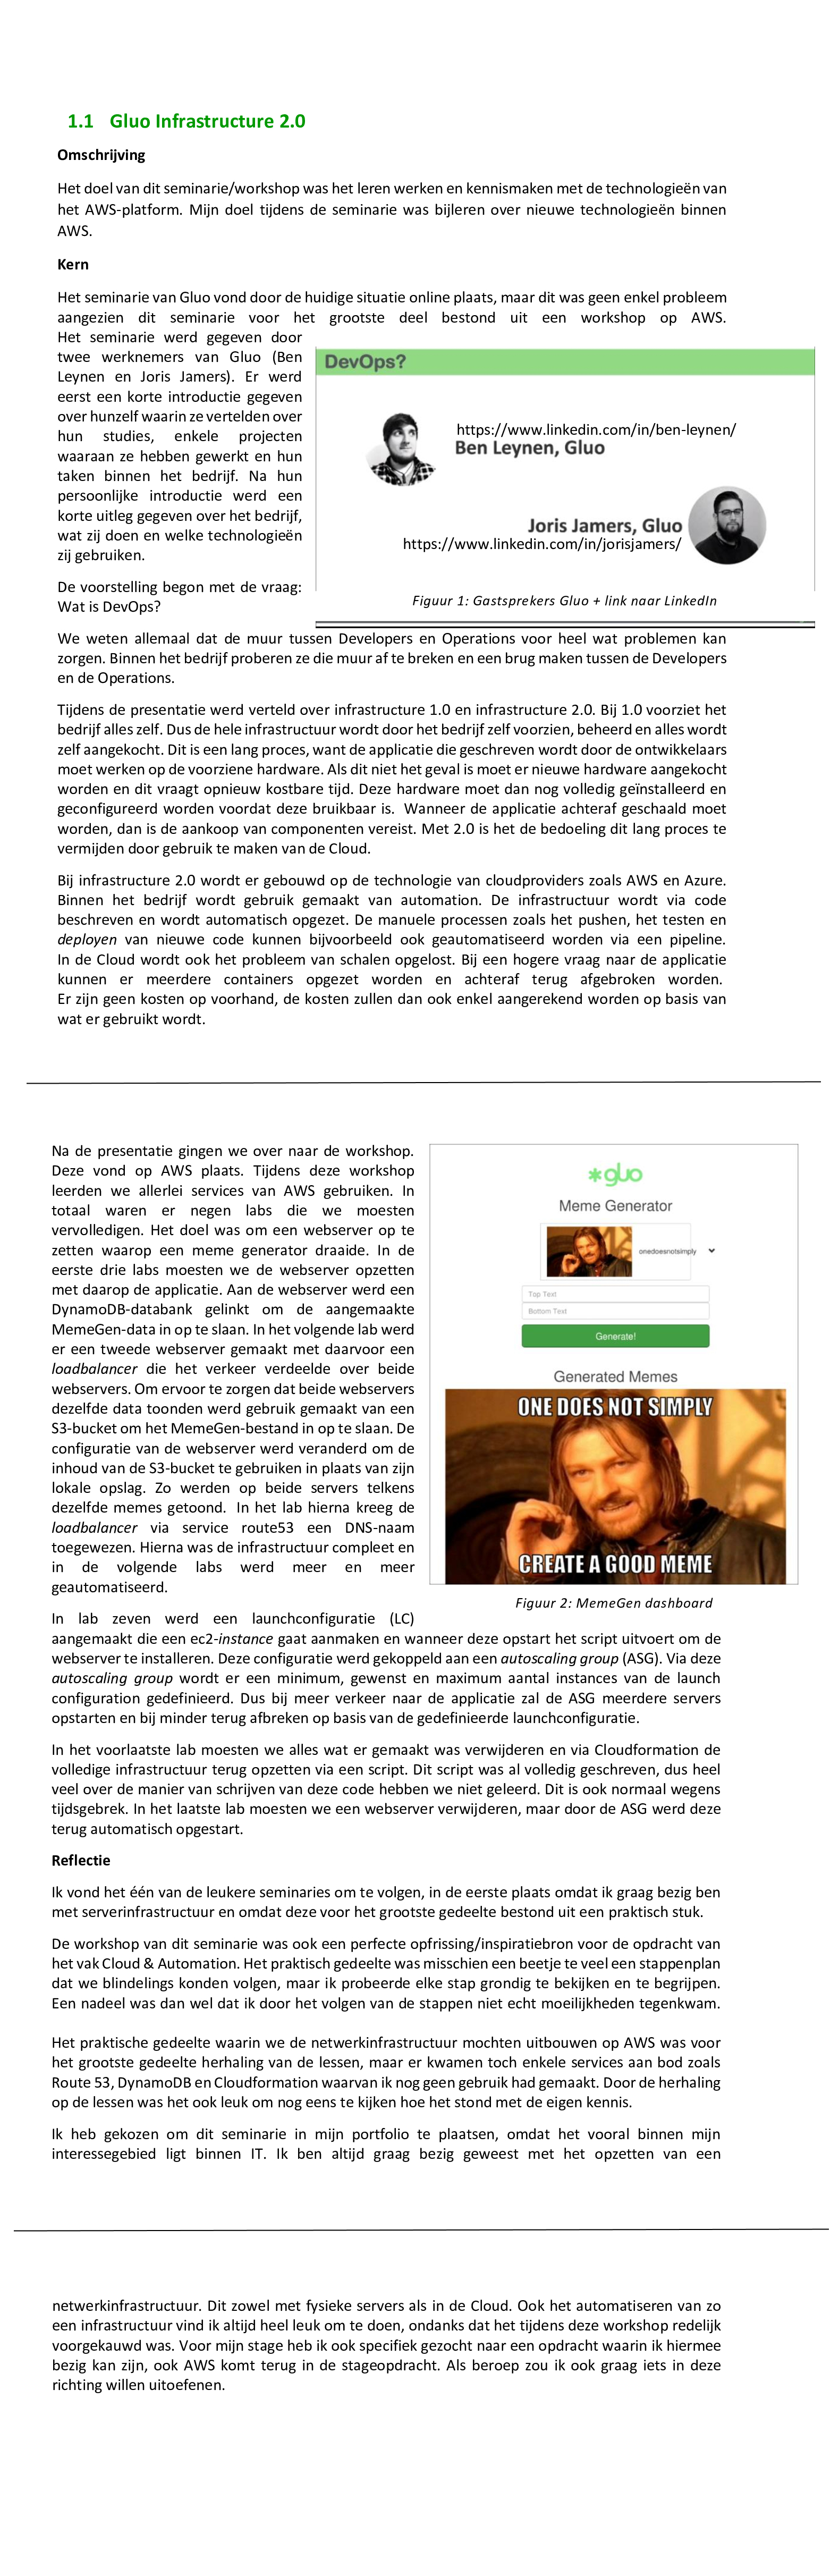 1.1 Gluo Infrastructure 2.0
Omschrijving
Het doel van dit seminarie/workshop was het leren werken en kennismaken met de technologieën van
het AWS-platform. Mijn doel tijdens de seminarie was bijleren over nieuwe technologieën binnen
AWS.
Kern
Het seminarie van Gluo vond door de huidige situatie online plaats, maar dit was geen enkel probleem
aangezien dit seminarie voor het grootste deel bestond uit een workshop op AWS.
Het seminarie werd gegeven door
twee werknemers van Gluo (Ben
Leynen en Joris Jamers). Er werd
eerst een korte introductie gegeven
over hunzelf waarin ze vertelden over
hun studies, enkele projecten
waaraan ze hebben gewerkt en hun
taken binnen het bedrijf. Na hun
persoonlijke introductie werd een
korte uitleg gegeven over het bedrijf,
wat zij doen en welke technologieën
zij gebruiken.
De voorstelling begon met de vraag:
Wat is DevOps?
DevOps?
https://www.linkedin.com/in/ben-leynen/
Ben Leynen, Gluo
Joris Jamers, Gluo
https://www.linkedin.com/in/jorisjamers/
Figuur 1: Gastsprekers Gluo + link naar LinkedIn
We weten allemaal dat de muur tussen Developers en Operations voor heel wat problemen kan
zorgen. Binnen het bedrijf proberen ze die muur af te breken en een brug maken tussen de Developers
en de Operations.
Tijdens de presentatie werd verteld over infrastructure 1.0 en infrastructure 2.0. Bij 1.0 voorziet het
bedrijf alles zelf. Dus de hele infrastructuur wordt door het bedrijf zelf voorzien, beheerd en alles wordt
zelf aangekocht. Dit is een lang proces, want de applicatie die geschreven wordt door de ontwikkelaars
moet werken op de voorziene hardware. Als dit niet het geval is moet er nieuwe hardware aangekocht
worden en dit vraagt opnieuw kostbare tijd. Deze hardware moet dan nog volledig geïnstalleerd en
geconfigureerd worden voordat deze bruikbaar is. Wanneer de applicatie achteraf geschaald moet
worden, dan is de aankoop van componenten vereist. Met 2.0 is het de bedoeling dit lang proces te
vermijden door gebruik te maken van de Cloud.
Bij infrastructure 2.0 wordt er gebouwd op de technologie van cloudproviders zoals AWS en Azure.
Binnen het bedrijf wordt gebruik gemaakt van automation. De infrastructuur wordt via code
beschreven en wordt automatisch opgezet. De manuele processen zoals het pushen, het testen en
deployen van nieuwe code kunnen bijvoorbeeld ook geautomatiseerd worden via een pipeline.
In de Cloud wordt ook het probleem van schalen opgelost. Bij een hogere vraag naar de applicatie
kunnen er meerdere containers opgezet worden en achteraf terug afgebroken worden.
Er zijn geen kosten op voorhand, de kosten zullen dan ook enkel aangerekend worden op basis van
wat er gebruikt wordt.
Na de presentatie gingen we over naar de workshop.
Deze vond op AWS plaats. Tijdens deze workshop
leerden we allerlei services van AWS gebruiken. In
totaal waren er negen labs die we moesten
vervolledigen. Het doel was om een webserver op te
zetten waarop een meme generator draaide. In de
eerste drie labs moesten we de webserver opzetten
met daarop de applicatie. Aan de webserver werd een
DynamoDB-databank gelinkt om de aangemaakte
MemeGen-data in op te slaan. In het volgende lab werd
er een tweede webserver gemaakt met daarvoor een
loadbalancer die het verkeer verdeelde over beide
webservers. Om ervoor te zorgen dat beide webservers
dezelfde data toonden werd gebruik gemaakt van een
S3-bucket om het MemeGen-bestand in op te slaan. De
configuratie van de webserver werd veranderd om de
inhoud van de S3-bucket te gebruiken in plaats van zijn
lokale opslag. Zo werden op beide servers telkens
dezelfde memes getoond. In het lab hierna kreeg de
loadbalancer via service route53 een DNS-naam
toegewezen. Hierna was de infrastructuur compleet en
in de volgende labs werd meer en meer
geautomatiseerd.
gluo
Meme Generator
onedoesnotsimply
Top Text
Bottom Text
Generate!
Generated Memes
ONE DOES NOT SIMPLY
CREATE A GOOD MEME
Figuur 2: MemeGen dashboard
In lab zeven werd een launchconfiguratie (LC)
aangemaakt die een ec2-instance gaat aanmaken en wanneer deze opstart het script uitvoert om de
webserver te installeren. Deze configuratie werd gekoppeld aan een autoscaling group (ASG). Via deze
autoscaling group wordt er een minimum, gewenst en maximum aantal instances van de launch
configuration gedefinieerd. Dus bij meer verkeer naar de applicatie zal de ASG meerdere servers
opstarten en bij minder terug afbreken op basis van de gedefinieerde launchconfiguratie.
In het voorlaatste lab moesten we alles wat er gemaakt was verwijderen en via Cloudformation de
volledige infrastructuur terug opzetten via een script. Dit script was al volledig geschreven, dus heel
veel over de manier van schrijven van deze code hebben we niet geleerd. Dit is ook normaal wegens
tijdsgebrek. In het laatste lab moesten we een webserver verwijderen, maar door de ASG werd deze
terug automatisch opgestart.
Reflectie
Ik vond het één van de leukere seminaries om te volgen, in de eerste plaats omdat ik graag bezig ben
met serverinfrastructuur en omdat deze voor het grootste gedeelte bestond uit een praktisch stuk.
De workshop van dit seminarie was ook een perfecte opfrissing/inspiratiebron voor de opdracht van
het vak Cloud & Automation. Het praktisch gedeelte was misschien een beetje te veel een stappenplan
dat we blindelings konden volgen, maar ik probeerde elke stap grondig te bekijken en te begrijpen.
Een nadeel was dan wel dat ik door het volgen van de stappen niet echt moeilijkheden tegenkwam.
Het praktische gedeelte waarin we de netwerkinfrastructuur mochten uitbouwen op AWS was voor
het grootste gedeelte herhaling van de lessen, maar er kwamen toch enkele services aan bod zoals
Route 53, DynamoDB en Cloudformation waarvan ik nog geen gebruik had gemaakt. Door de herhaling
op de lessen was het ook leuk om nog eens te kijken hoe het stond met de eigen kennis.
Ik heb gekozen om dit seminarie in mijn portfolio te plaatsen, omdat het vooral binnen mijn
interessegebied ligt binnen IT. Ik ben altijd graag bezig geweest met het opzetten van een
netwerkinfrastructuur. Dit zowel met fysieke servers als in de Cloud. Ook het automatiseren van zo
een infrastructuur vind ik altijd heel leuk om te doen, ondanks dat het tijdens deze workshop redelijk
voorgekauwd was. Voor mijn stage heb ik ook specifiek gezocht naar een opdracht waarin ik hiermee
bezig kan zijn, ook AWS komt terug in de stageopdracht. Als beroep zou ik ook graag iets in deze
richting willen uitoefenen.